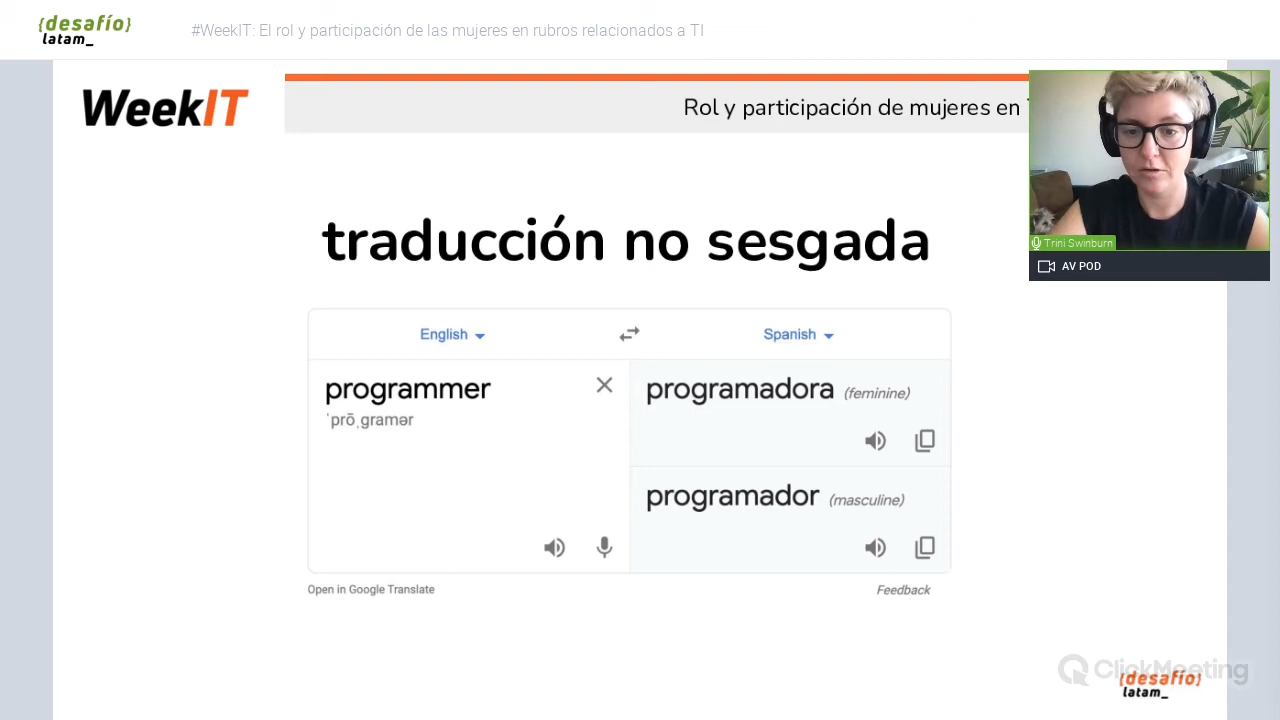 {desafío}
latam_
#WeekIT: El rol y participación de las mujeres en rubros relacionados a TI
WeekIT
Rol y participación de mujeres en
Trini Swinburn
AV POD
traducción no sesgada
English
Spanish
programmer
ˈprōˌgramər
programadora (feminine)
programador (masculine)
Open in Google Translate
Feedback
ClickMeeting
{desafío}
latam_